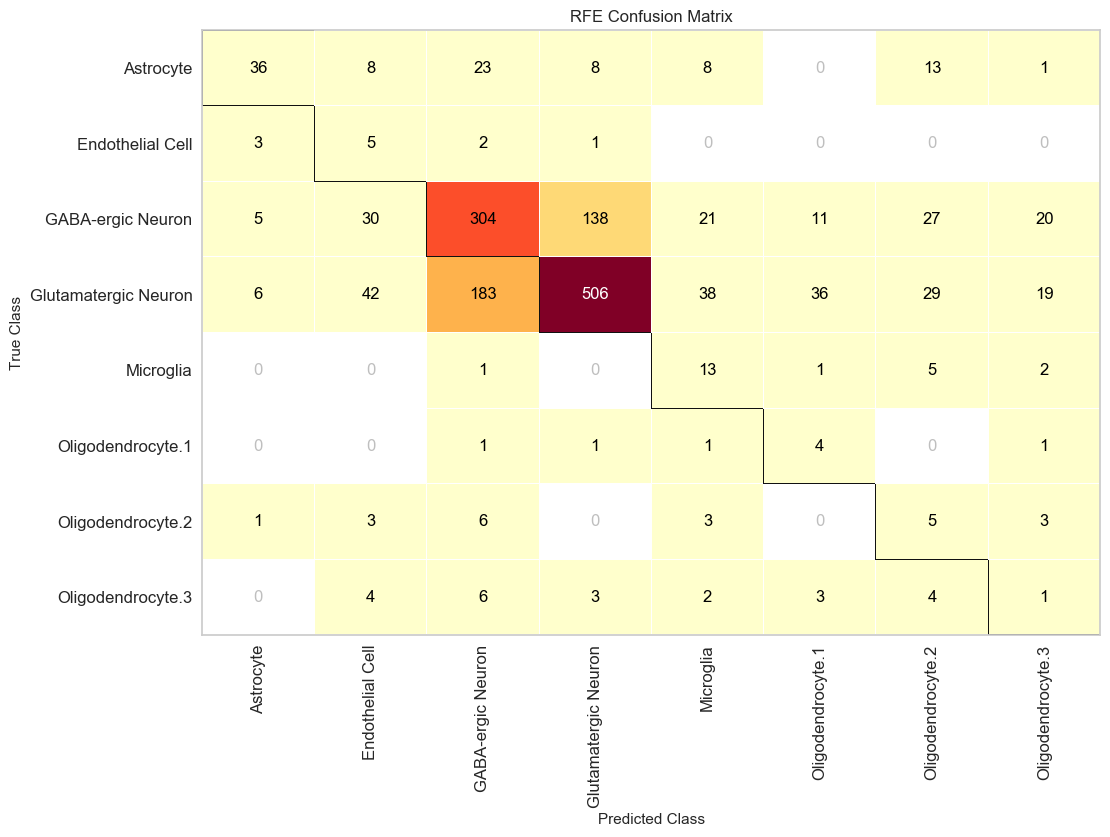 RFE Confusion Matrix
True Class
Astrocyte 36 8 23 8 8 0 13 1
Endothelial Cell 3 5 2 1 0 0 0 0
GABA-ergic Neuron 5 30 304 138 21 11 27 20
Glutamatergic Neuron 6 42 183 506 38 36 29 19
Microglia 0 0 1 0 13 1 5 2
Oligodendrocyte.1 0 0 1 1 1 4 0 1
Oligodendrocyte.2 1 3 6 0 3 0 5 3
Oligodendrocyte.3 0 4 6 3 2 3 4 1
Astrocyte
Endothelial Cell
GABA-ergic Neuron
Glutamatergic Neuron
Microglia
Oligodendrocyte.1
Oligodendrocyte.2
Oligodendrocyte.3
Predicted Class